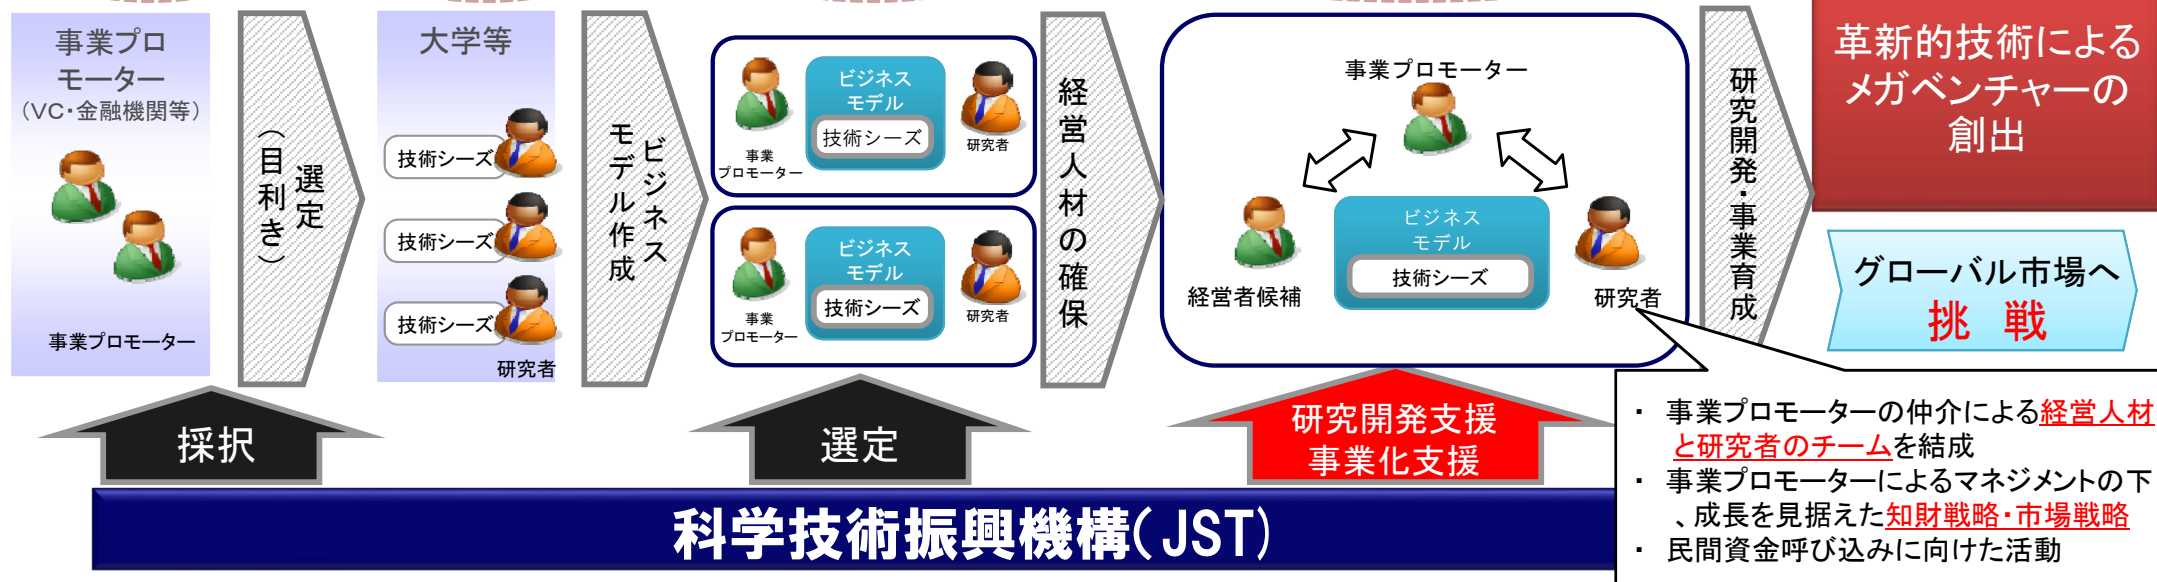 事業プロ
モーター
（VC・金融機関等）
事業プロモーター
選定
（目利き）
大学等
技術シーズ
技術シーズ
技術シーズ
研究者
ビジネス
モデル作成
ビジネス
モデル
技術シーズ
事業
プロモーター
研究者
ビジネス
モデル
技術シーズ
事業
プロモーター
研究者
経営人材の確保
事業プロモーター
ビジネス
モデル
技術シーズ
経営者候補
研究者
研究開発・事業育成
革新的技術による
メガベンチャーの
創出
グローバル市場へ
挑　戦
採択
選定
研究開発支援
事業化支援
科学技術振興機構(JST)
・ 事業プロモーターの仲介による経営人材
と研究者のチームを結成
・ 事業プロモーターによるマネジメントの下
、成長を見据えた知財戦略・市場戦略
・ 民間資金呼び込みに向けた活動